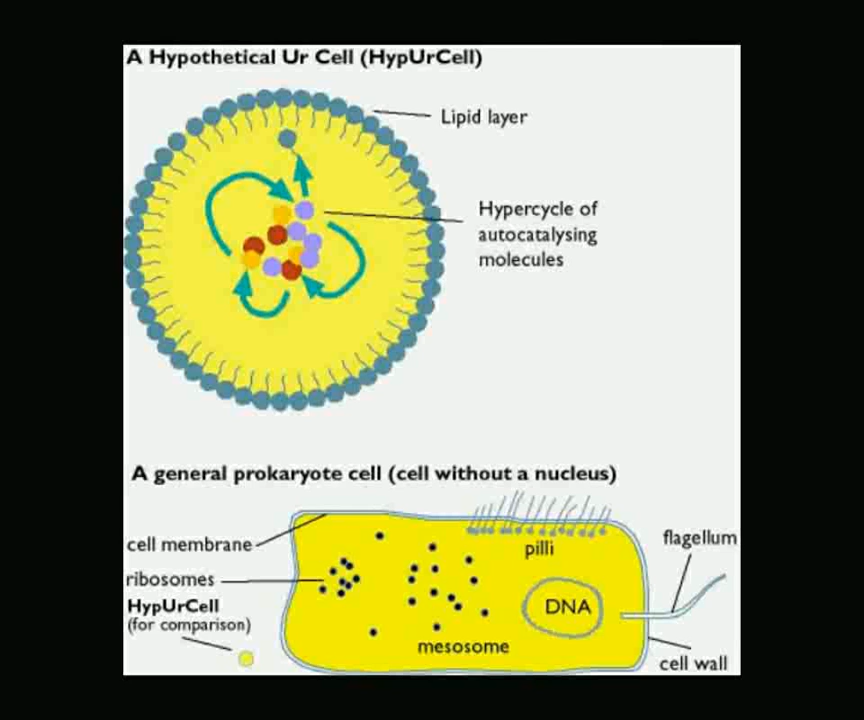 A Hypothetical Ur Cell (HypUrCell)
Lipid layer
Hypercycle of
autocatalysing
molecules
A general prokaryote cell (cell without a nucleus)
cell membrane
ribosomes
HypUrCell
(for comparison)
pilli
flagellum
DNA
mesosome
cell wall